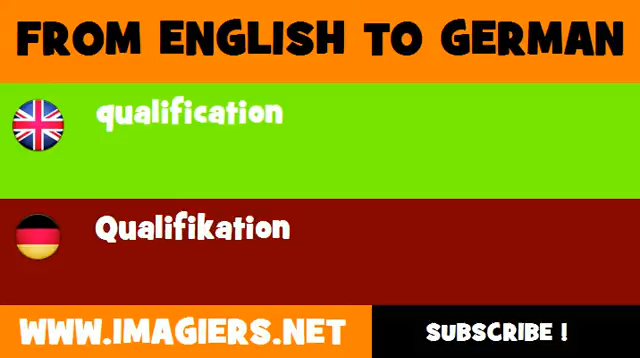 FROM ENGLISH TO GERMAN
qualification
Qualifikation
WWW.IMAGIERS.NET
SUBSCRIBE !